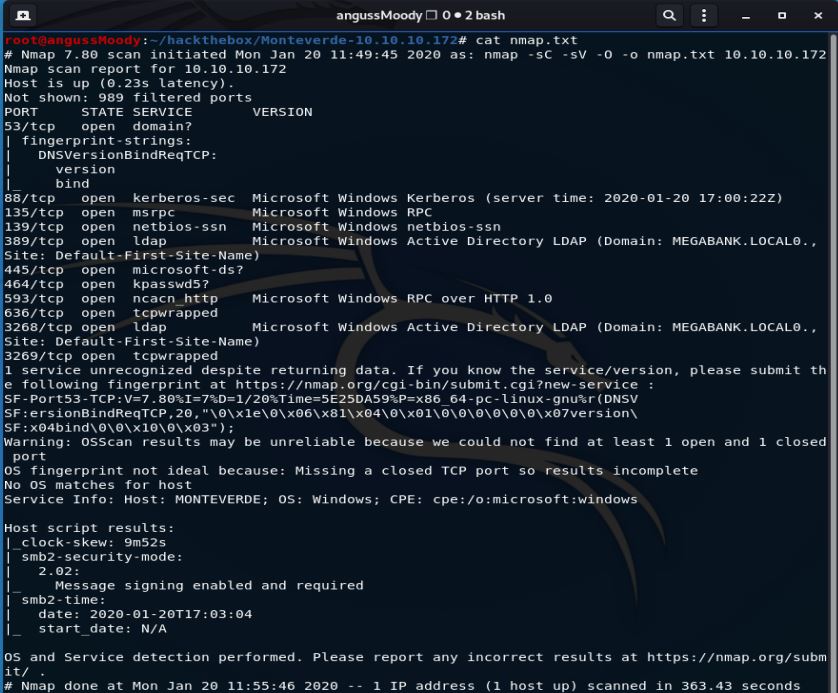 angussMoody ❐ 0 ● 2 bash
root@angussMoody:~/hackthebox/Monteverde-10.10.10.172# cat nmap.txt
# Nmap 7.80 scan initiated Mon Jan 20 11:49:45 2020 as: nmap -sC -sV -O -o nmap.txt 10.10.10.172
Nmap scan report for 10.10.10.172
Host is up (0.23s latency).
Not shown: 989 filtered ports
PORT     STATE SERVICE       VERSION
53/tcp   open  domain?
| fingerprint-strings:
|   DNSVersionBindReqTCP:
|     version
|_    bind
88/tcp   open  kerberos-sec  Microsoft Windows Kerberos (server time: 2020-01-20 17:00:22Z)
135/tcp  open  msrpc         Microsoft Windows RPC
139/tcp  open  netbios-ssn   Microsoft Windows netbios-ssn
389/tcp  open  ldap          Microsoft Windows Active Directory LDAP (Domain: MEGABANK.LOCAL0.,
Site: Default-First-Site-Name)
445/tcp  open  microsoft-ds?
464/tcp  open  kpasswd5?
593/tcp  open  ncacn_http    Microsoft Windows RPC over HTTP 1.0
636/tcp  open  tcpwrapped
3268/tcp open  ldap          Microsoft Windows Active Directory LDAP (Domain: MEGABANK.LOCAL0.,
Site: Default-First-Site-Name)
3269/tcp open  tcpwrapped
1 service unrecognized despite returning data. If you know the service/version, please submit th
e following fingerprint at https://nmap.org/cgi-bin/submit.cgi?new-service :
SF-Port53-TCP:V=7.80%I=7%D=1/20%Time=5E25DA59%P=x86_64-pc-linux-gnu%r(DNSV
SF:ersionBindReqTCP,20,"\0\x1e\0\x06\x81\x04\0\x01\0\0\0\0\0\0\x07version\
SF:x04bind\0\0\x10\0\x03");
Warning: OSScan results may be unreliable because we could not find at least 1 open and 1 closed
 port
OS fingerprint not ideal because: Missing a closed TCP port so results incomplete
No OS matches for host
Service Info: Host: MONTEVERDE; OS: Windows; CPE: cpe:/o:microsoft:windows
Host script results:
|_clock-skew: 9m52s
| smb2-security-mode:
|   2.02:
|_    Message signing enabled and required
| smb2-time:
|   date: 2020-01-20T17:03:04
|_  start_date: N/A
OS and Service detection performed. Please report any incorrect results at https://nmap.org/subm
it/ .
# Nmap done at Mon Jan 20 11:55:46 2020 -- 1 IP address (1 host up) scanned in 363.43 seconds